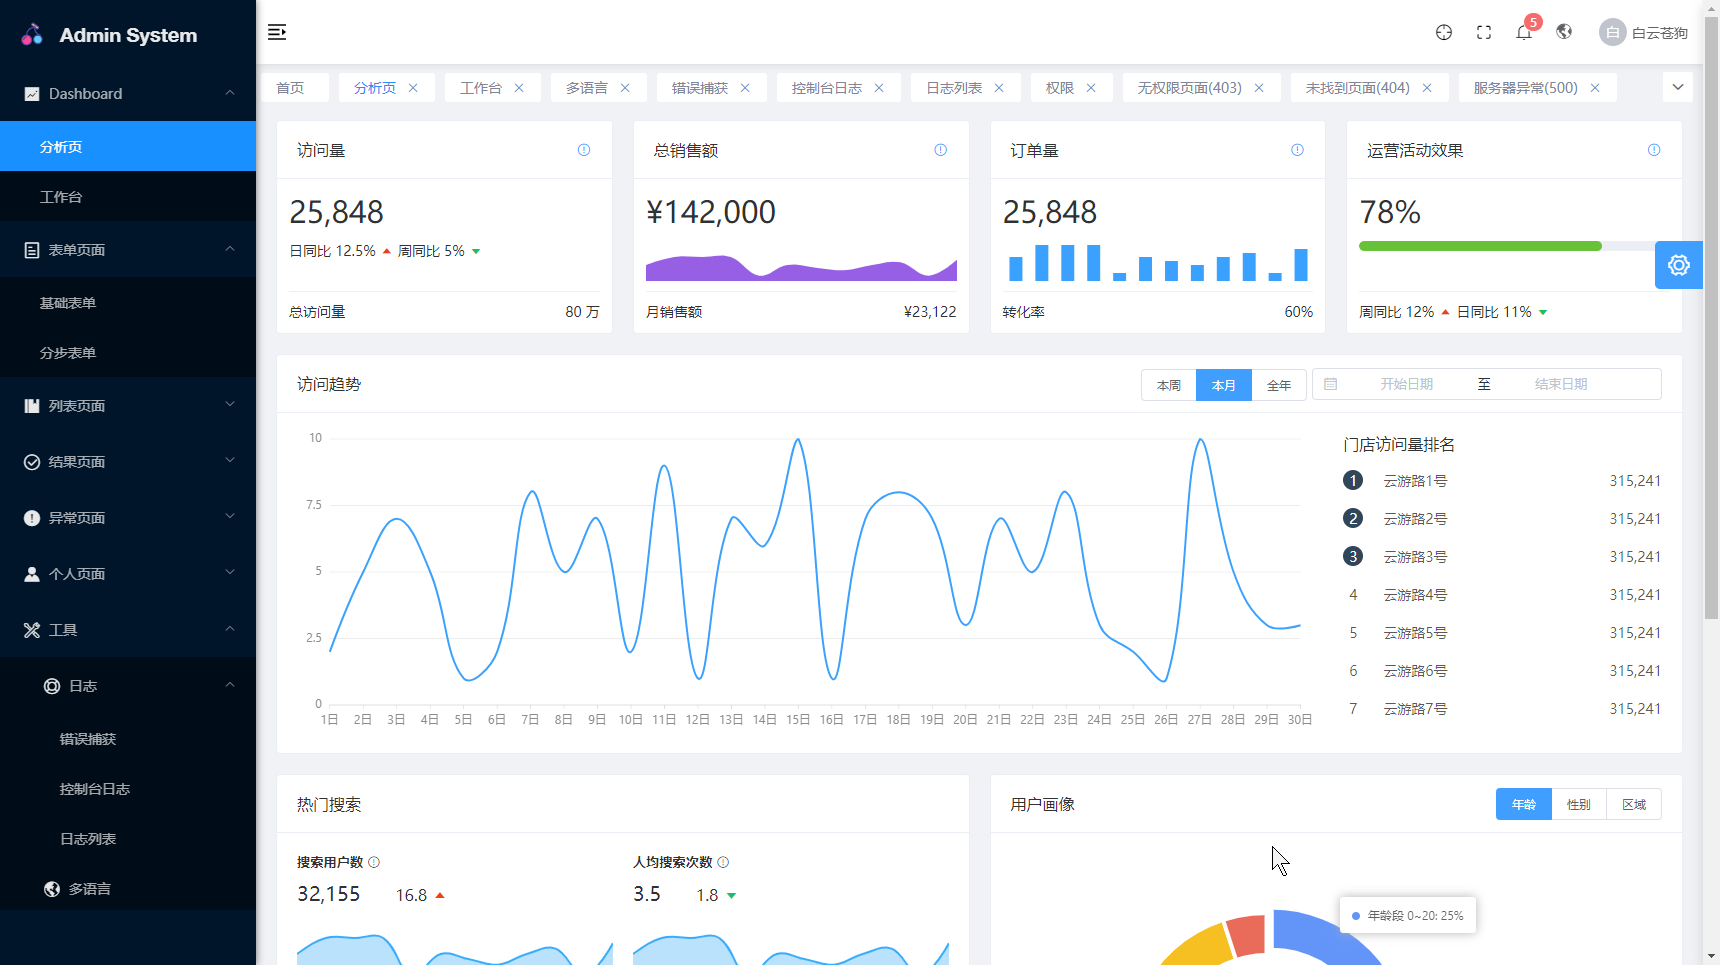 Admin System
5
白
白云苍狗
首页
分析页
工作台
多语言
错误捕获
控制台日志
日志列表
权限
无权限页面(403)
未找到页面(404)
服务器异常(500)
Dashboard
分析页
工作台
表单页面
基础表单
分步表单
列表页面
结果页面
异常页面
个人页面
工具
日志
错误捕获
控制台日志
日志列表
多语言
访问量
25,848
日同比 12.5% 周同比 5%
总访问量 80 万
总销售额
¥142,000
月销售额 ¥23,122
订单量
25,848
转化率 60%
运营活动效果
78%
周同比 12% 日同比 11%
访问趋势
本周 本月 全年
开始日期 至 结束日期
10
7.5
5
2.5
0
1日 2日 3日 4日 5日 6日 7日 8日 9日 10日 11日 12日 13日 14日 15日 16日 17日 18日 19日 20日 21日 22日 23日 24日 25日 26日 27日 28日 29日 30日
门店访问量排名
1 云游路1号 315,241
2 云游路2号 315,241
3 云游路3号 315,241
4 云游路4号 315,241
5 云游路5号 315,241
6 云游路6号 315,241
7 云游路7号 315,241
热门搜索
搜索用户数
32,155 16.8
人均搜索次数
3.5 1.8
用户画像
年龄 性别 区域
年龄段 0~20: 25%